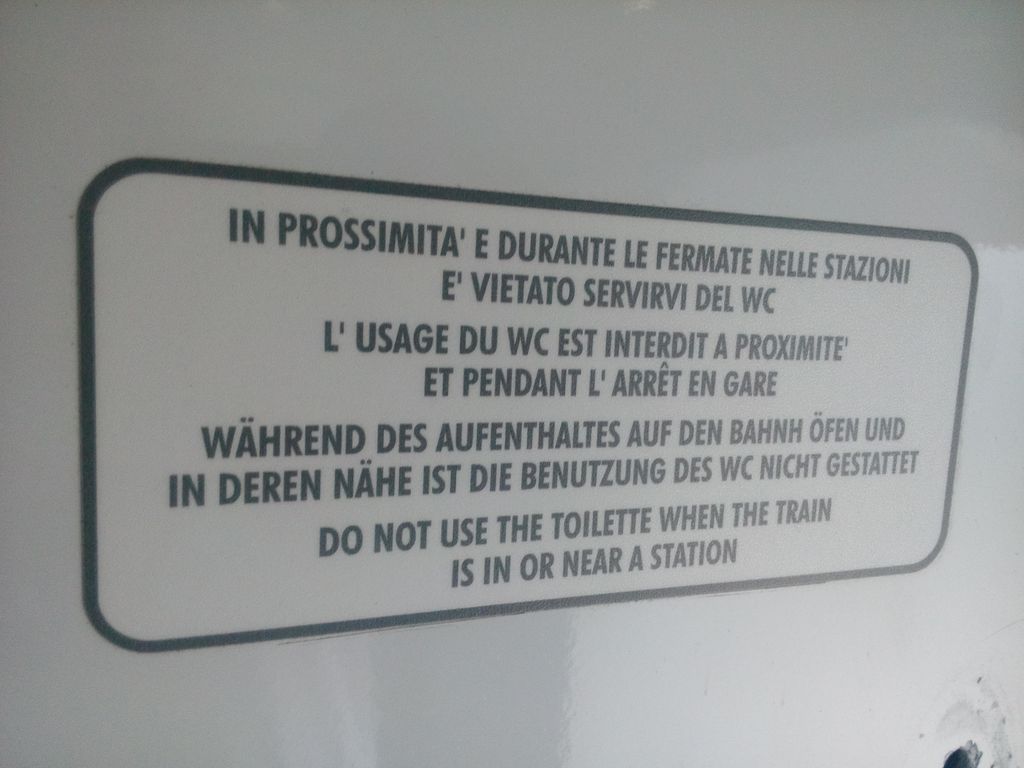 IN PROSSIMITA' E DURANTE LE FERMATE NELLE STAZIONI
E' VIETATO SERVIRVI DEL WC
L' USAGE DU WC EST INTERDIT A PROXIMITE'
ET PENDANT L' ARRÊT EN GARE
WÄHREND DES AUFENTHALTES AUF DEN BAHNH ÖFEN UND
IN DEREN NÄHE IST DIE BENUTZUNG DES WC NICHT GESTATTET
DO NOT USE THE TOILETTE WHEN THE TRAIN
IS IN OR NEAR A STATION